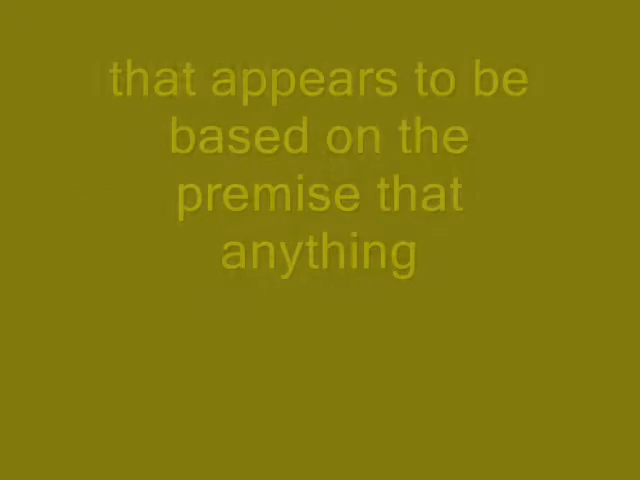 that appears to be
based on the
premise that
anything